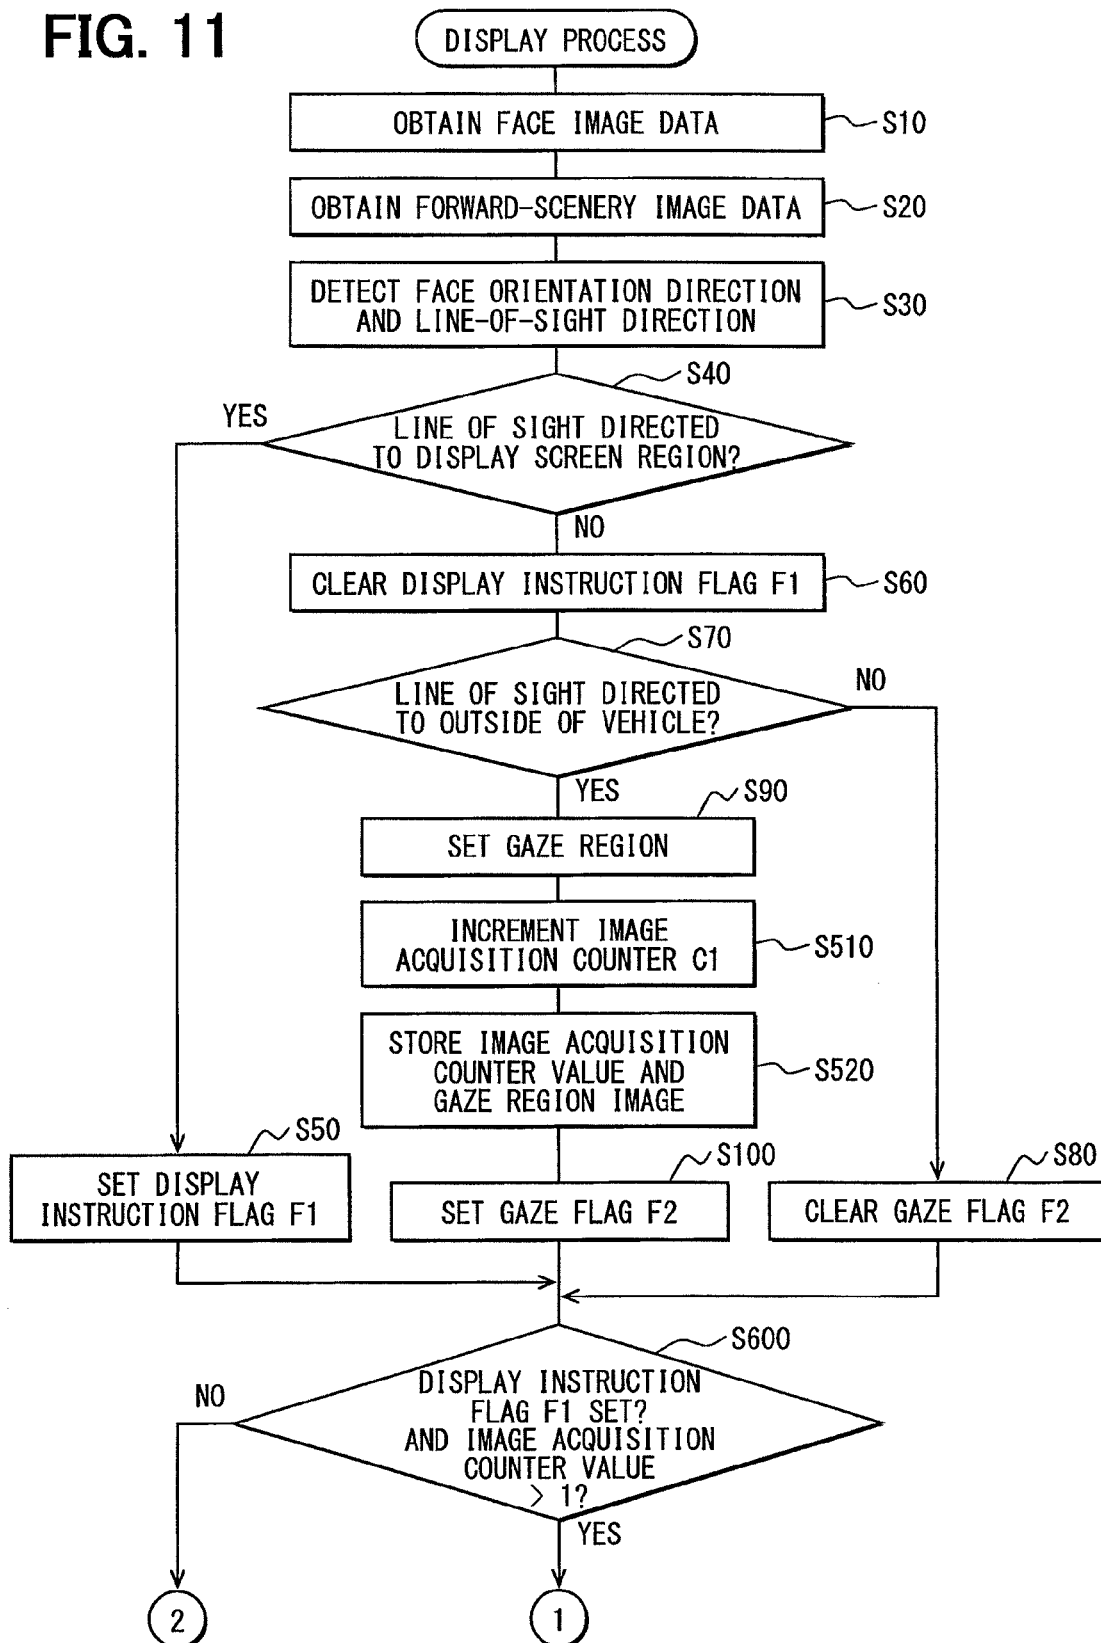 FIG. 11
DISPLAY PROCESS
OBTAIN FACE IMAGE DATA
S10
OBTAIN FORWARD-SCENERY IMAGE DATA
S20
DETECT FACE ORIENTATION DIRECTION
AND LINE-OF-SIGHT DIRECTION
S30
S40
YES
LINE OF SIGHT DIRECTED
TO DISPLAY SCREEN REGION?
NO
CLEAR DISPLAY INSTRUCTION FLAG F1
S60
S70
LINE OF SIGHT DIRECTED
TO OUTSIDE OF VEHICLE?
NO
YES
S90
SET GAZE REGION
INCREMENT IMAGE
ACQUISITION COUNTER C1
S510
STORE IMAGE ACQUISITION
COUNTER VALUE AND
GAZE REGION IMAGE
S520
S50
SET DISPLAY
INSTRUCTION FLAG F1
S100
SET GAZE FLAG F2
S80
CLEAR GAZE FLAG F2
S600
NO
DISPLAY INSTRUCTION
FLAG F1 SET?
AND IMAGE ACQUISITION
COUNTER VALUE
> 1?
YES
2
1